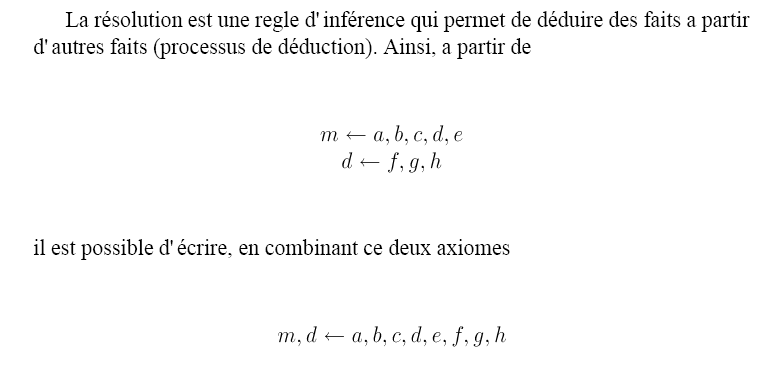 La résolution est une regle d'inférence qui permet de déduire des faits a partir
d'autres faits (processus de déduction). Ainsi, a partir de
m ← a, b, c, d, e
d ← f, g, h
il est possible d'écrire, en combinant ce deux axiomes
m, d ← a, b, c, d, e, f, g, h